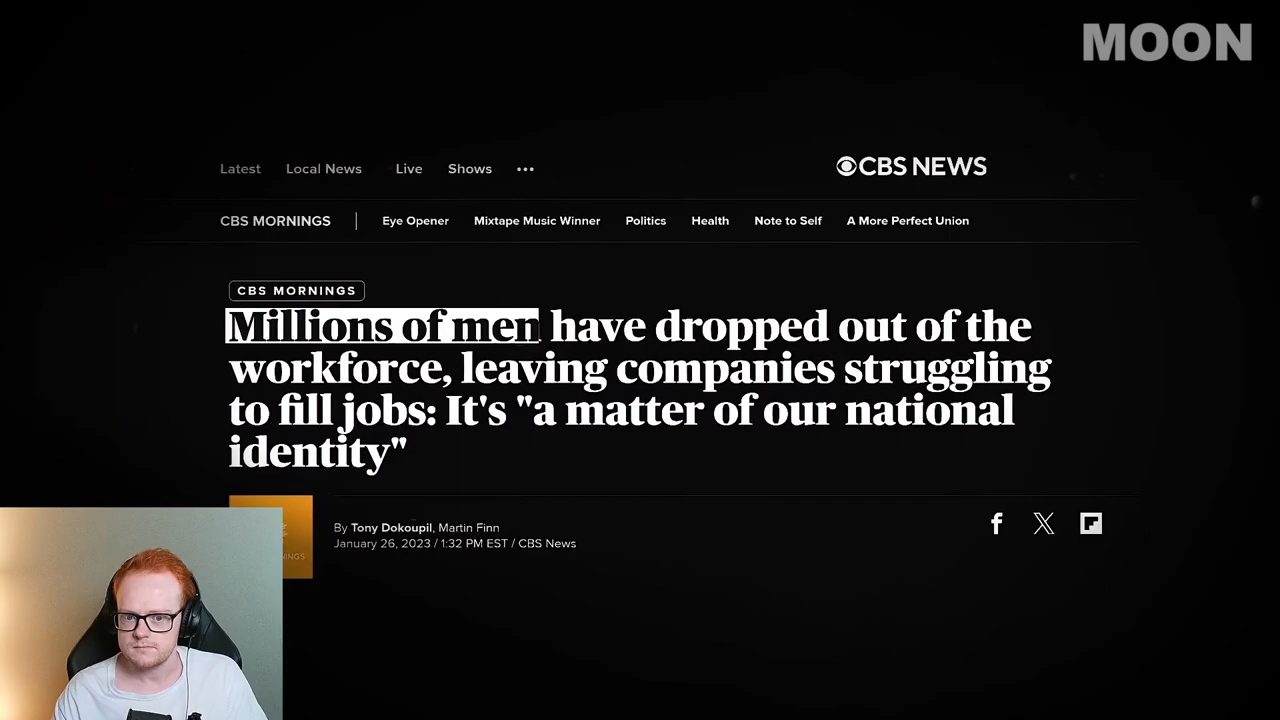 MOON
Latest Local News Live Shows •••
CBS NEWS
CBS MORNINGS | Eye Opener Mixtape Music Winner Politics Health Note to Self A More Perfect Union
CBS MORNINGS
Millions of men have dropped out of the
workforce, leaving companies struggling
to fill jobs: It's "a matter of our national
identity"
By Tony Dokoupil, Martin Finn
January 26, 2023 / 1:32 PM EST / CBS News